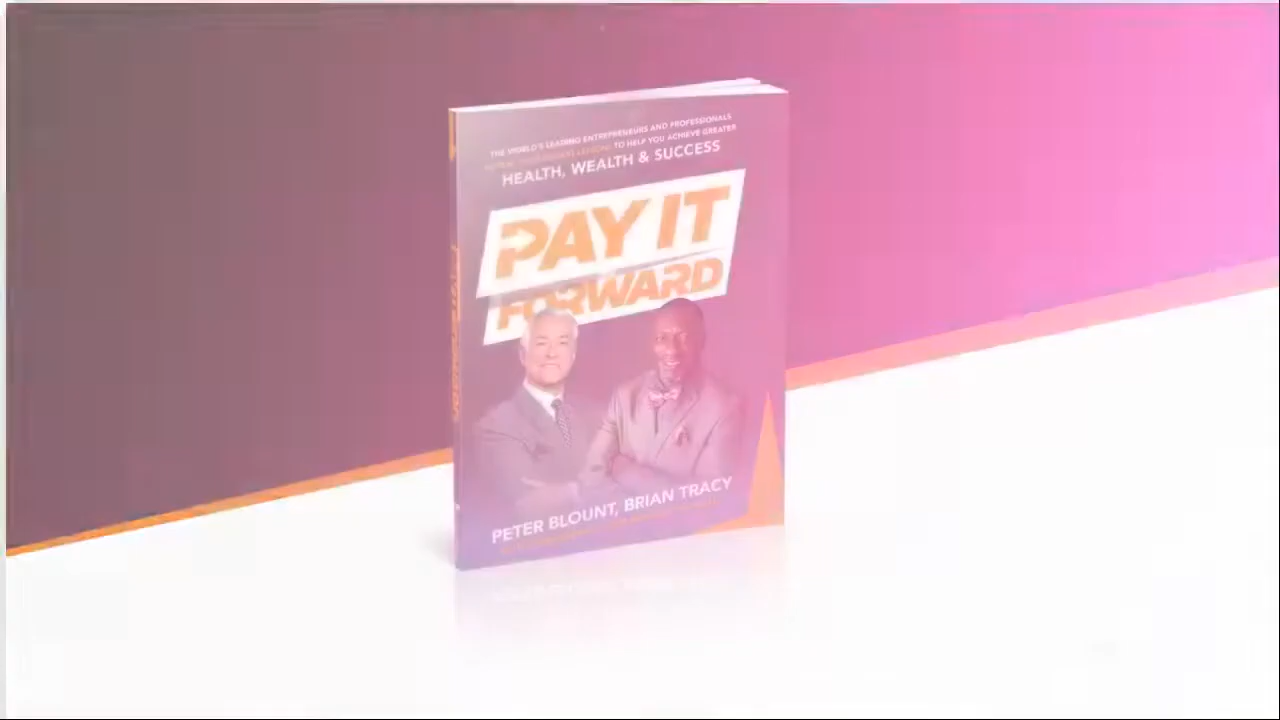 THE WORLD'S LEADING ENTREPRENEURS AND PROFESSIONALS
TO HELP YOU ACHIEVE GREATER
HEALTH, WEALTH & SUCCESS
PAY IT
FORWARD
PETER BLOUNT, BRIAN TRACY